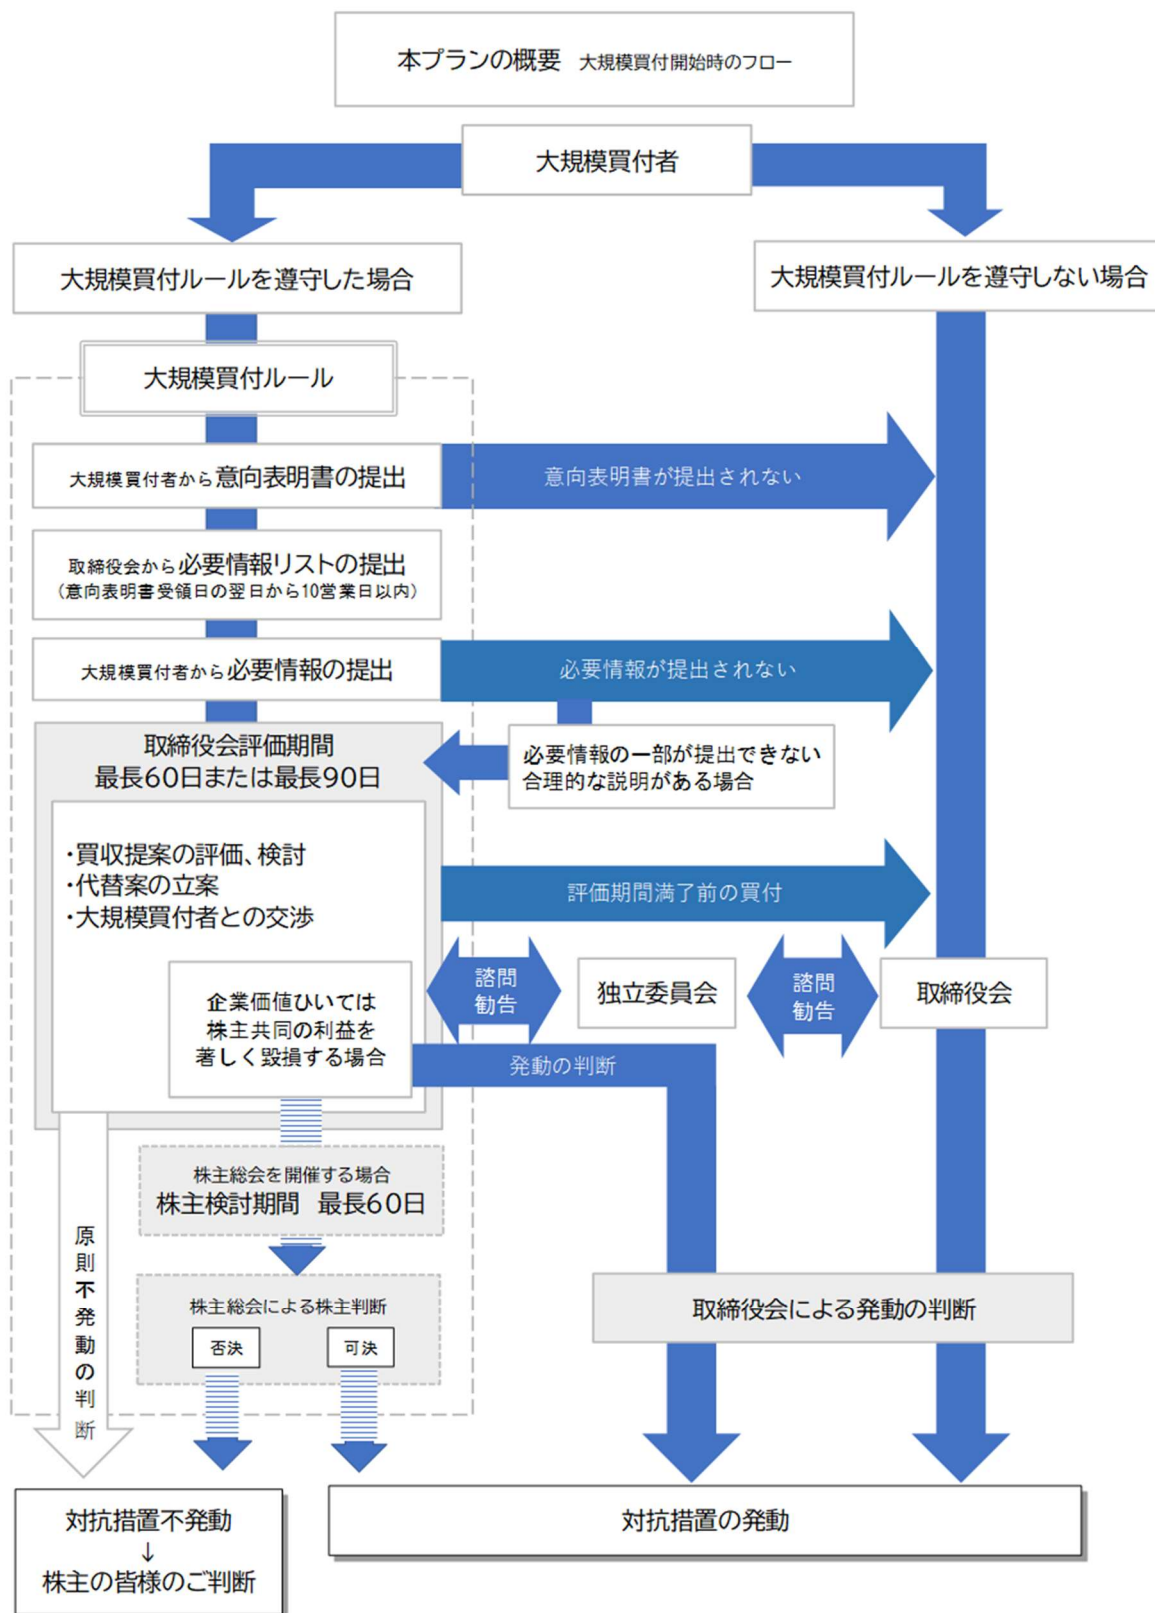 本プランの概要　大規模買付開始時のフロー
大規模買付者
大規模買付ルールを遵守した場合
大規模買付ルールを遵守しない場合
大規模買付ルール
大規模買付者から意向表明書の提出
意向表明書が提出されない
取締役会から必要情報リストの提出
（意向表明書受領日の翌日から10営業日以内）
大規模買付者から必要情報の提出
必要情報が提出されない
取締役会評価期間
最長60日または最長90日
必要情報の一部が提出できない
合理的な説明がある場合
・買収提案の評価、検討
・代替案の立案
・大規模買付者との交渉
評価期間満了前の買付
企業価値ひいては
株主共同の利益を
著しく毀損する場合
諮問
勧告
独立委員会
諮問
勧告
取締役会
発動の判断
株主総会を開催する場合
株主検討期間　最長60日
原則不発動の判断
株主総会による株主判断
否決
可決
取締役会による発動の判断
対抗措置不発動
↓
株主の皆様のご判断
対抗措置の発動